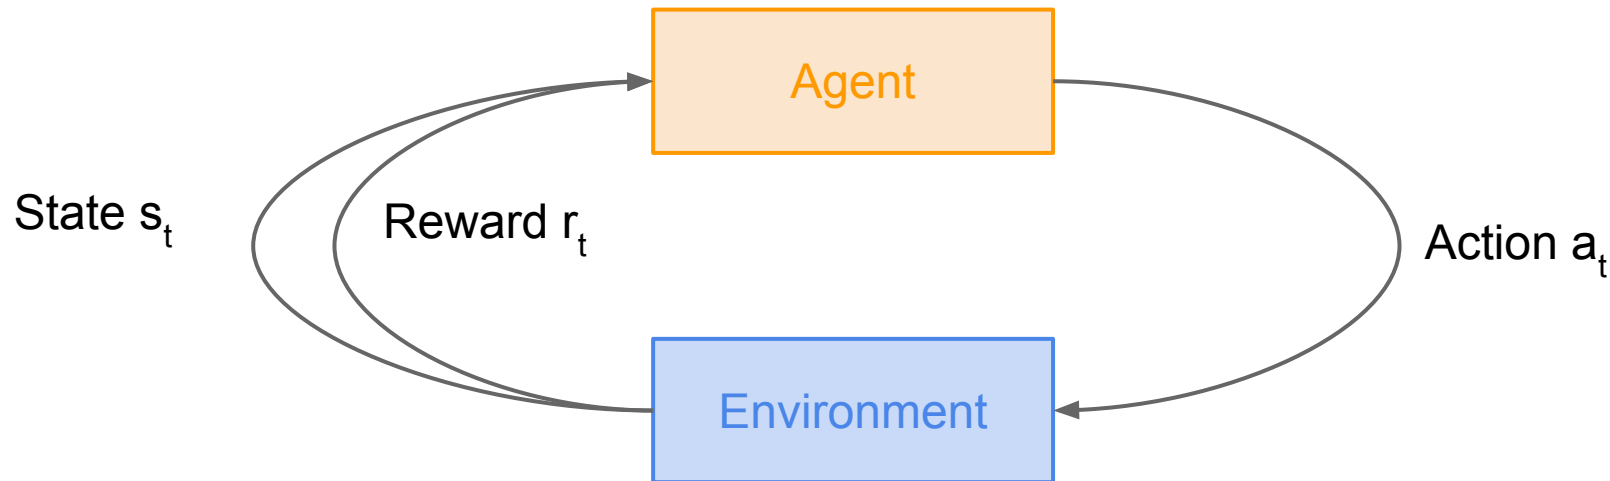 Agent
State sₜ
Reward rₜ
Action aₜ
Environment